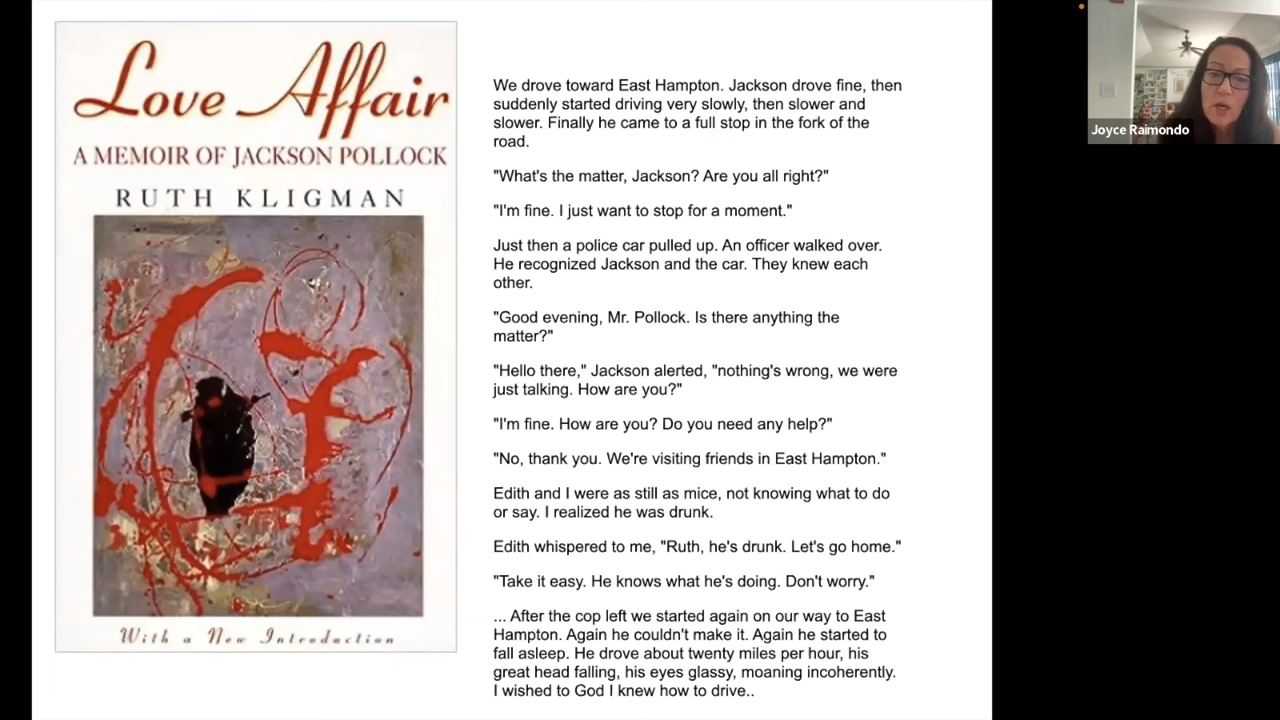 Love Affair
A MEMOIR OF JACKSON POLLOCK
RUTH KLIGMAN
With a New Introduction
We drove toward East Hampton. Jackson drove fine, then
suddenly started driving very slowly, then slower and
slower. Finally he came to a full stop in the fork of the
road.
"What's the matter, Jackson? Are you all right?"
"I'm fine. I just want to stop for a moment."
Just then a police car pulled up. An officer walked over.
He recognized Jackson and the car. They knew each
other.
"Good evening, Mr. Pollock. Is there anything the
matter?"
"Hello there," Jackson alerted, "nothing's wrong, we were
just talking. How are you?"
"I'm fine. How are you? Do you need any help?"
"No, thank you. We're visiting friends in East Hampton."
Edith and I were as still as mice, not knowing what to do
or say. I realized he was drunk.
Edith whispered to me, "Ruth, he's drunk. Let's go home."
"Take it easy. He knows what he's doing. Don't worry."
... After the cop left we started again on our way to East
Hampton. Again he couldn't make it. Again he started to
fall asleep. He drove about twenty miles per hour, his
great head falling, his eyes glassy, moaning incoherently.
I wished to God I knew how to drive..
Joyce Raimondo